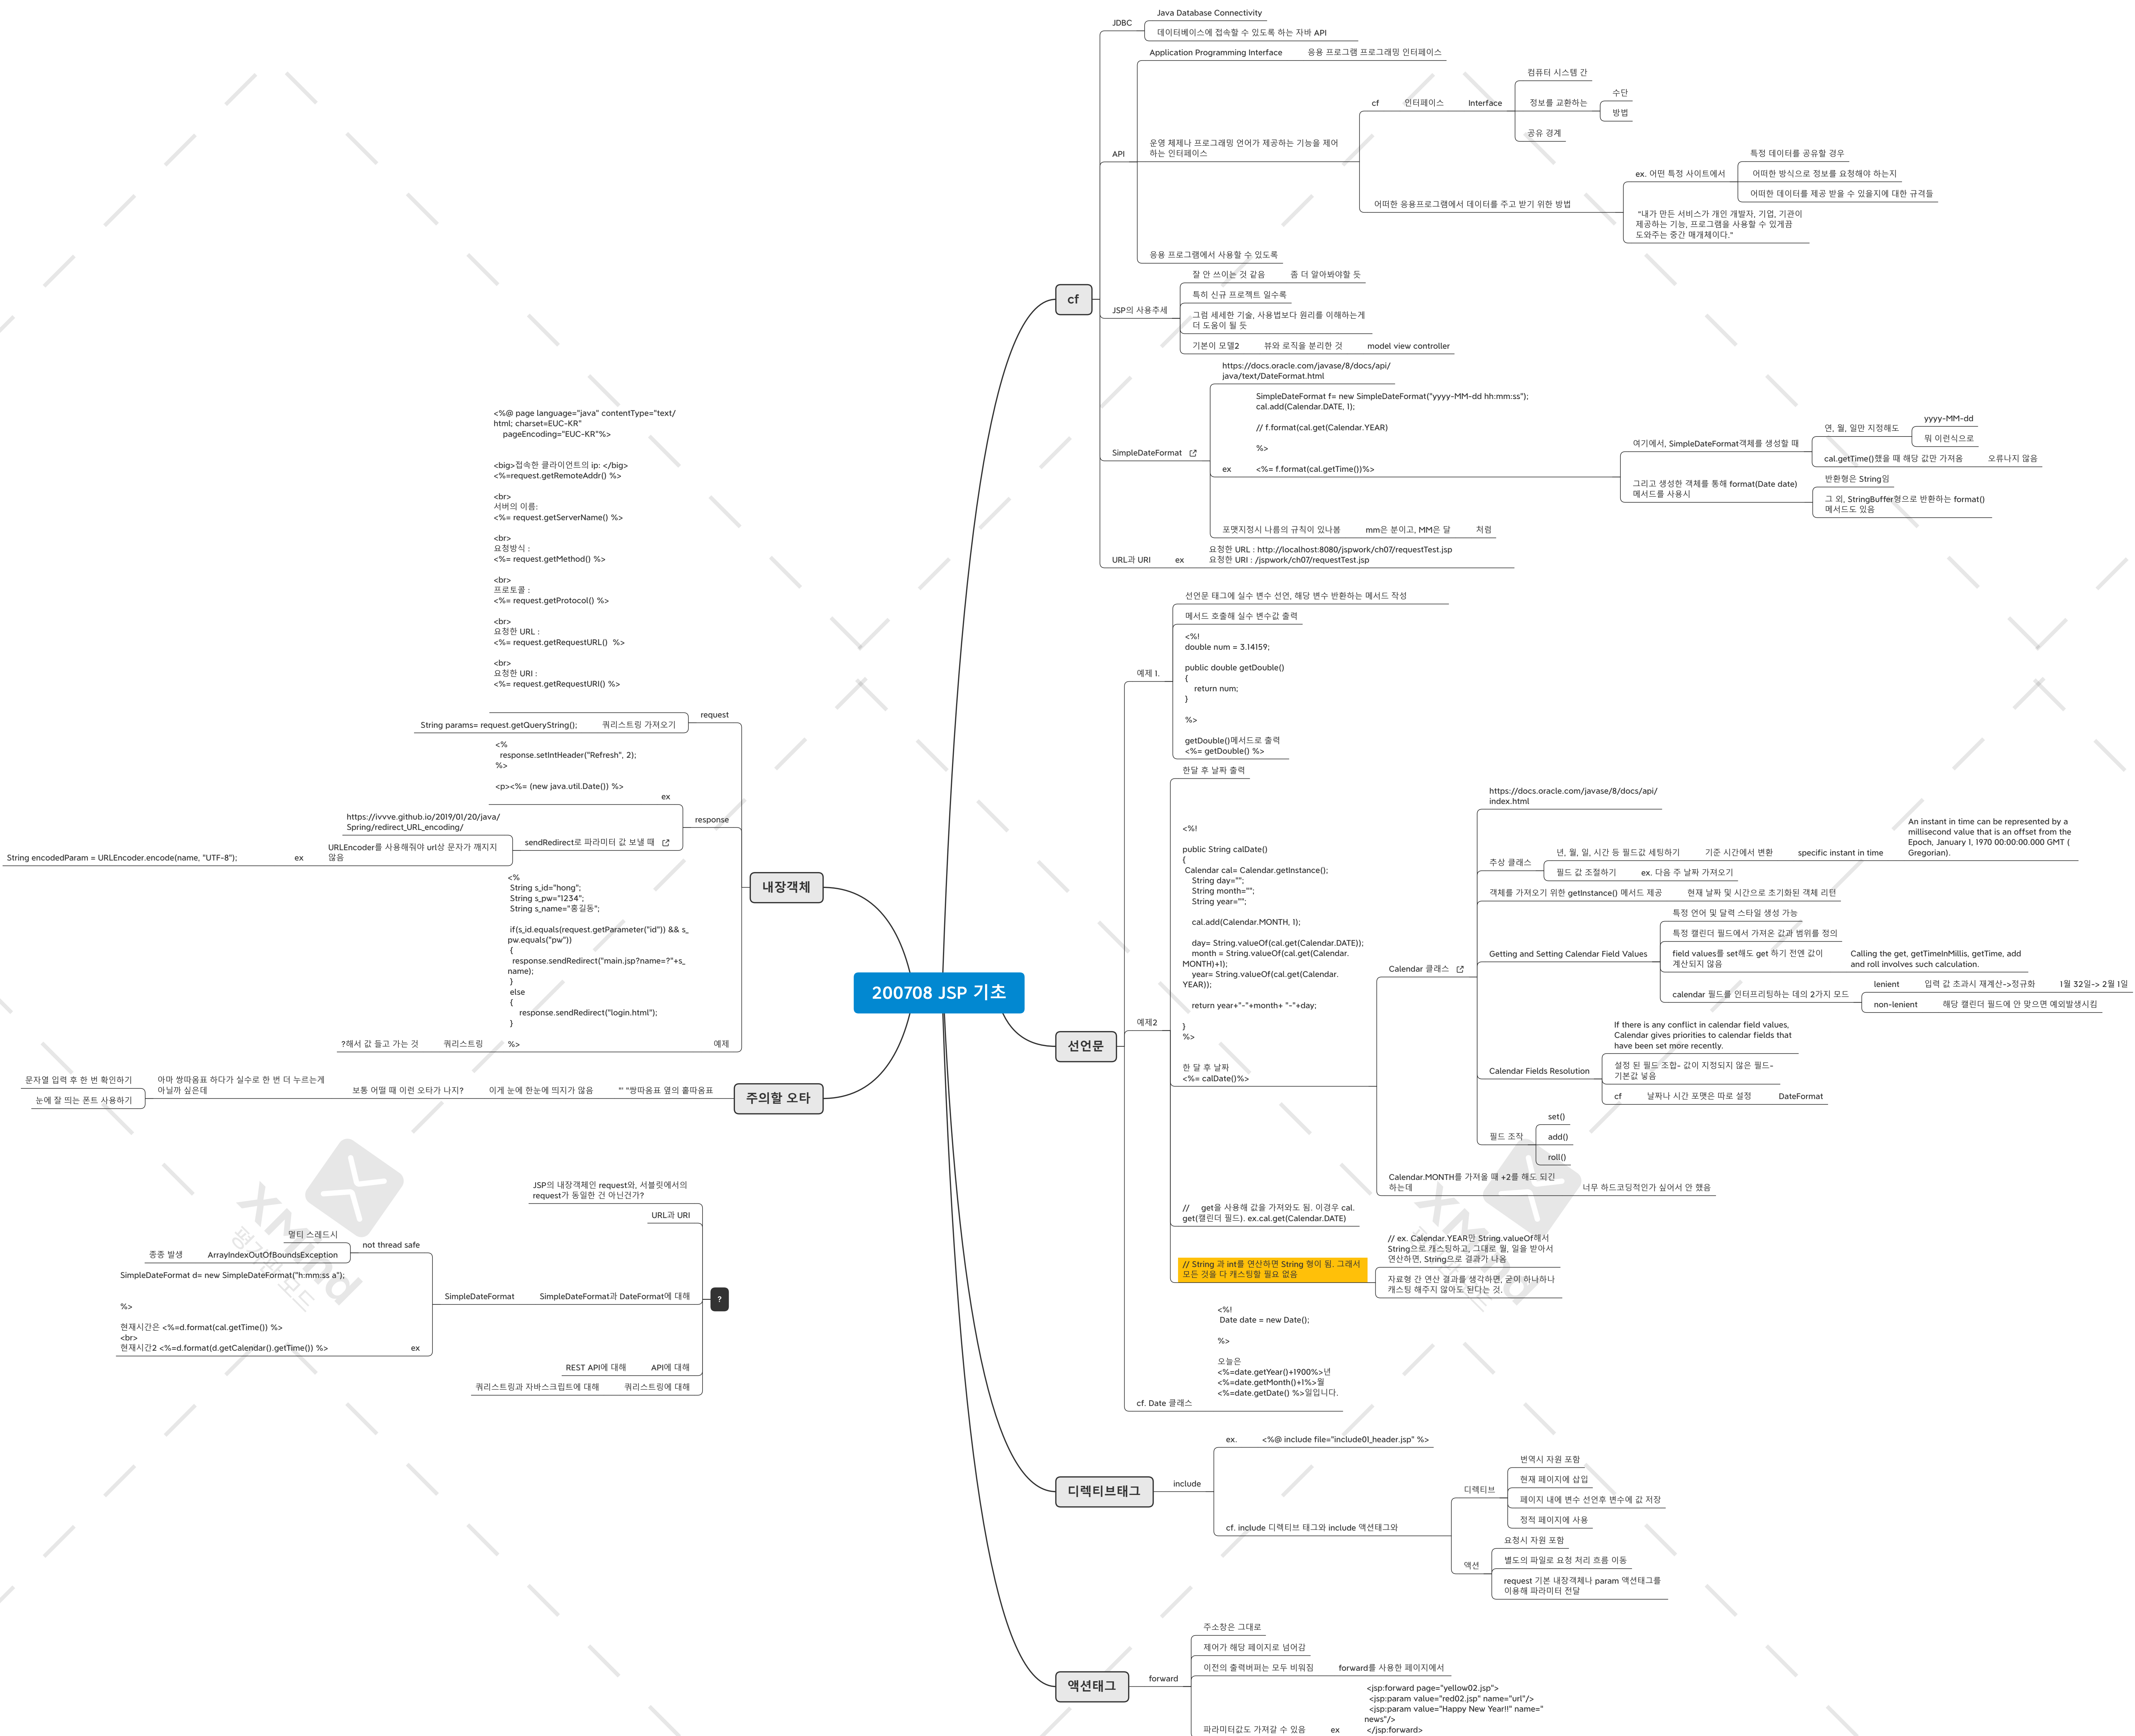 200708 JSP 기초
cf
JDBC
Java Database Connectivity
데이터베이스에 접속할 수 있도록 하는 자바 API
API
Application Programming Interface
응용 프로그램 프로그래밍 인터페이스
운영 체제나 프로그래밍 언어가 제공하는 기능을 제어
하는 인터페이스
cf
인터페이스
Interface
컴퓨터 시스템 간
정보를 교환하는
수단
방법
공유 경계
어떠한 응용프로그램에서 데이터를 주고 받기 위한 방법
ex. 어떤 특정 사이트에서
특정 데이터를 공유할 경우
어떠한 방식으로 정보를 요청해야 하는지
어떠한 데이터를 제공 받을 수 있을지에 대한 규격들
"내가 만든 서비스가 개인 개발자, 기업, 기관이
제공하는 기능, 프로그램을 사용할 수 있게끔
도와주는 중간 매개체이다."
응용 프로그램에서 사용할 수 있도록
JSP의 사용추세
잘 안 쓰이는 것 같음
좀 더 알아봐야할 듯
특히 신규 프로젝트 일수록
그럼 세세한 기술, 사용법보다 원리를 이해하는게
더 도움이 될 듯
기본이 모델2
뷰와 로직을 분리한 것
model view controller
SimpleDateFormat
https://docs.oracle.com/javase/8/docs/api/
java/text/DateFormat.html
ex
SimpleDateFormat f= new SimpleDateFormat("yyyy-MM-dd hh:mm:ss");
cal.add(Calendar.DATE, 1);
// f.format(cal.get(Calendar.YEAR)
%>
<%= f.format(cal.getTime())%>
여기에서, SimpleDateFormat객체를 생성할 때
연, 월, 일만 지정해도
yyyy-MM-dd
뭐 이런식으로
cal.getTime()했을 때 해당 값만 가져옴
오류나지 않음
그리고 생성한 객체를 통해 format(Date date)
메서드를 사용시
반환형은 String임
그 외, StringBuffer형으로 반환하는 format()
메서드도 있음
포맷지정시 나름의 규칙이 있나봄
mm은 분이고, MM은 달
처럼
URL과 URI
ex
요청한 URL : http://localhost:8080/jspwork/ch07/requestTest.jsp
요청한 URI : /jspwork/ch07/requestTest.jsp
선언문
예제 1.
선언문 태그에 실수 변수 선언, 해당 변수 반환하는 메서드 작성
메서드 호출해 실수 변수값 출력
<%!
double num = 3.14159;
public double getDouble()
{
return num;
}
%>
getDouble()메서드로 출력
<%= getDouble() %>
예제2
한달 후 날짜 출력
<%!
public String calDate()
{
Calendar cal= Calendar.getInstance();
String day="";
String month="";
String year="";
cal.add(Calendar.MONTH, 1);
day= String.valueOf(cal.get(Calendar.DATE));
month = String.valueOf(cal.get(Calendar.
MONTH)+1);
year= String.valueOf(cal.get(Calendar.
YEAR));
return year+"-"+month+ "-"+day;
}
%>
한 달 후 날짜
<%= calDate()%>
Calendar 클래스
https://docs.oracle.com/javase/8/docs/api/
index.html
추상 클래스
년, 월, 일, 시간 등 필드값 세팅하기
기준 시간에서 변환
specific instant in time
An instant in time can be represented by a
millisecond value that is an offset from the
Epoch, January 1, 1970 00:00:00.000 GMT (
Gregorian).
필드 값 조절하기
ex. 다음 주 날짜 가져오기
객체를 가져오기 위한 getInstance() 메서드 제공
현재 날짜 및 시간으로 초기화된 객체 리턴
Getting and Setting Calendar Field Values
특정 언어 및 달력 스타일 생성 가능
특정 캘린더 필드에서 가져온 값과 범위를 정의
field values를 set해도 get 하기 전엔 값이
계산되지 않음
Calling the get, getTimeInMillis, getTime, add
and roll involves such calculation.
calendar 필드를 인터프리팅하는 데의 2가지 모드
lenient
입력 값 초과시 재계산->정규화
1월 32일-> 2월 1일
non-lenient
해당 캘린더 필드에 안 맞으면 예외발생시킴
Calendar Fields Resolution
If there is any conflict in calendar field values,
Calendar gives priorities to calendar fields that
have been set more recently.
설정 된 필드 조합- 값이 지정되지 않은 필드-
기본값 넣음
cf
날짜나 시간 포맷은 따로 설정
DateFormat
필드 조작
set()
add()
roll()
Calendar.MONTH를 가져올 때 +2를 해도 되긴
하는데
너무 하드코딩적인가 싶어서 안 했음
// get을 사용해 값을 가져와도 됨. 이경우 cal.
get(캘린더 필드). ex.cal.get(Calendar.DATE)
// String 과 int를 연산하면 String 형이 됨. 그래서
모든 것을 다 캐스팅할 필요 없음
// ex. Calendar.YEAR만 String.valueOf해서
String으로 캐스팅하고, 그대로 월, 일을 받아서
연산하면, String으로 결과가 나옴
자료형 간 연산 결과를 생각하면, 굳이 하나하나
캐스팅 해주지 않아도 된다는 것.
cf. Date 클래스
<%!
Date date = new Date();
%>
오늘은
<%=date.getYear()+1900%>년
<%=date.getMonth()+1%>월
<%=date.getDate() %>일입니다.
디렉티브태그
include
ex.
<%@ include file="include01_header.jsp" %>
cf. include 디렉티브 태그와 include 액션태그와
디렉티브
번역시 자원 포함
현재 페이지에 삽입
페이지 내에 변수 선언후 변수에 값 저장
정적 페이지에 사용
액션
요청시 자원 포함
별도의 파일로 요청 처리 흐름 이동
request 기본 내장객체나 param 액션태그를
이용해 파라미터 전달
액션태그
forward
주소창은 그대로
제어가 해당 페이지로 넘어감
이전의 출력버퍼는 모두 비워짐
forward를 사용한 페이지에서
파라미터값도 가져갈 수 있음
ex
<jsp:forward page="yellow02.jsp">
<jsp:param value="red02.jsp" name="url"/>
<jsp:param value="Happy New Year!!" name="
news"/>
</jsp:forward>
내장객체
request
<%@ page language="java" contentType="text/
html; charset=EUC-KR"
pageEncoding="EUC-KR"%>
<big>접속한 클라이언트의 ip: </big>
<%=request.getRemoteAddr() %>
<br>
서버의 이름:
<%= request.getServerName() %>
<br>
요청방식 :
<%= request.getMethod() %>
<br>
프로토콜 :
<%= request.getProtocol() %>
<br>
요청한 URL :
<%= request.getRequestURL() %>
<br>
요청한 URI :
<%= request.getRequestURI() %>
쿼리스트링 가져오기
String params= request.getQueryString();
response
ex
<%
response.setIntHeader("Refresh", 2);
%>
<p><%= (new java.util.Date()) %>
sendRedirect로 파라미터 값 보낼 때
https://ivvve.github.io/2019/01/20/java/
Spring/redirect_URL_encoding/
URLEncoder를 사용해줘야 url상 문자가 깨지지
않음
ex
String encodedParam = URLEncoder.encode(name, "UTF-8");
예제
<%
String s_id="hong";
String s_pw="1234";
String s_name="홍길동";
if(s_id.equals(request.getParameter("id")) && s_
pw.equals("pw"))
{
response.sendRedirect("main.jsp?name=?"+s_
name);
}
else
{
response.sendRedirect("login.html");
}
%>
쿼리스트링
?해서 값 들고 가는 것
주의할 오타
"' "쌍따옴표 옆의 홑따옴표
이게 눈에 한눈에 띄지가 않음
보통 어떨 때 이런 오타가 나지?
아마 쌍따옴표 하다가 실수로 한 번 더 누르는게
아닐까 싶은데
문자열 입력 후 한 번 확인하기
눈에 잘 띄는 폰트 사용하기
?
JSP의 내장객체인 request와, 서블릿에서의
request가 동일한 건 아닌건가?
URL과 URI
SimpleDateFormat과 DateFormat에 대해
SimpleDateFormat
not thread safe
멀티 스레드시
ArrayIndexOutOfBoundsException
종종 발생
ex
SimpleDateFormat d= new SimpleDateFormat("h:mm:ss a");
%>
현재시간은 <%=d.format(cal.getTime()) %>
<br>
현재시간2 <%=d.format(d.getCalendar().getTime()) %>
API에 대해
REST API에 대해
쿼리스트링에 대해
쿼리스트링과 자바스크립트에 대해
XMind
평가판 모드
XMind